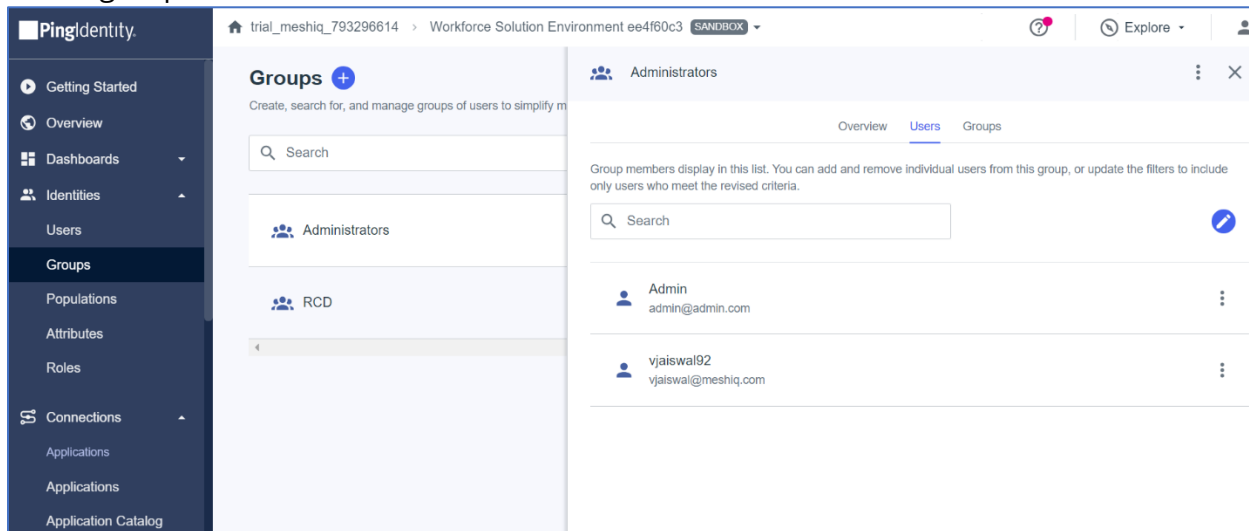 PingIdentity.
trial_meshiq_793296614 > Workforce Solution Environment ee4f60c3 SANDBOX
? Explore
Getting Started
Overview
Dashboards
Identities
Users
Groups
Populations
Attributes
Roles
Connections
Applications
Applications
Application Catalog
Groups +
Create, search for, and manage groups of users to simplify m
Search
Administrators
RCD
Administrators
Overview Users Groups
Group members display in this list. You can add and remove individual users from this group, or update the filters to include
only users who meet the revised criteria.
Search
Admin
admin@admin.com
vjaiswal92
vjaiswal@meshiq.com